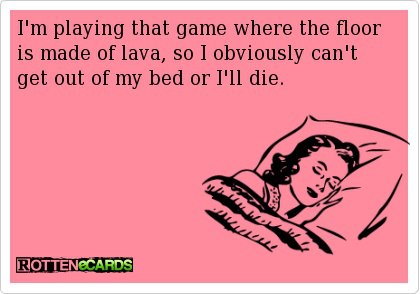 I'm playing that game where the floor
is made of lava, so I obviously can't
get out of my bed or I'll die.
ROTTENeCARDS